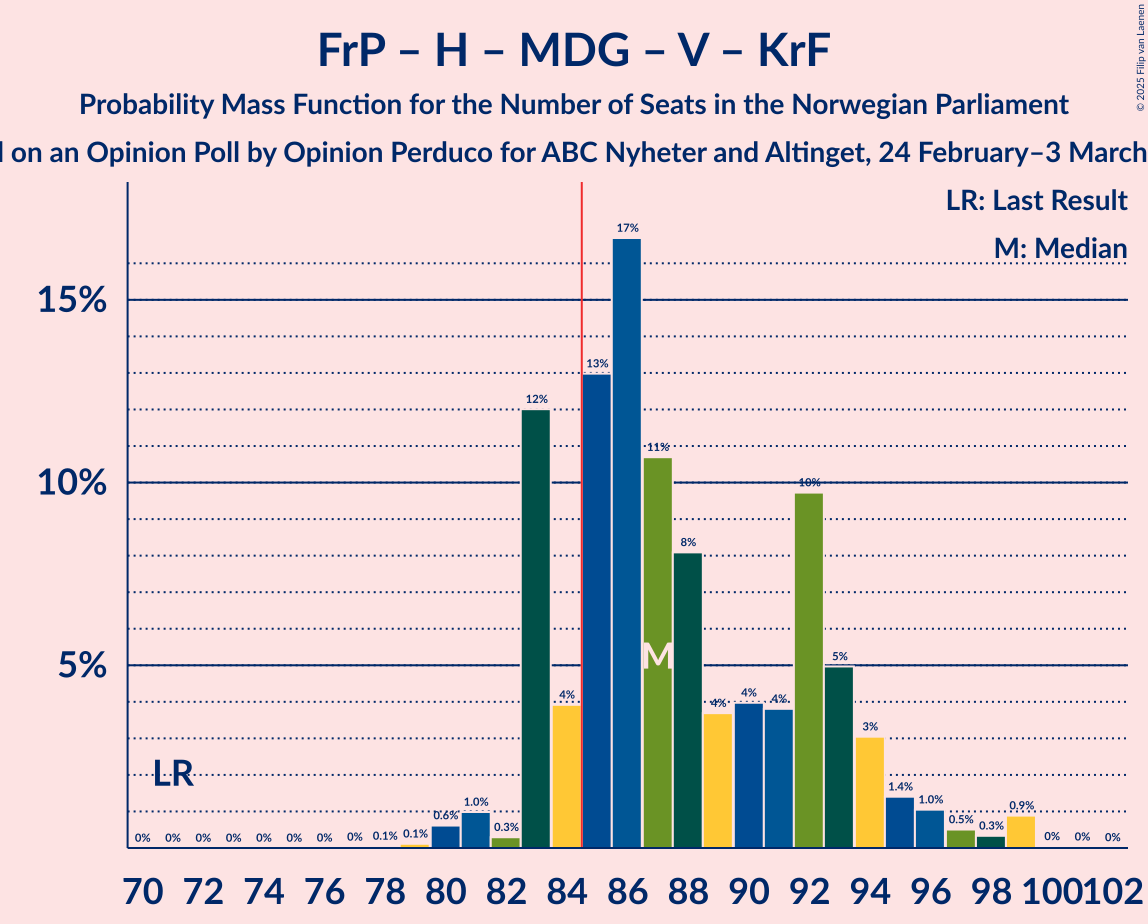 FrP – H – MDG – V – KrF
Probability Mass Function for the Number of Seats in the Norwegian Parliament
on an Opinion Poll by Opinion Perduco for ABC Nyheter and Altinget, 24 February–3 March
© 2025 Filip van Laenen
LR: Last Result
M: Median
17%
15%
13%
12%
11%
10%
10%
8%
5%
5%
M
4%
4%
4%
4%
3%
LR
0% 0% 0% 0% 0% 0% 0% 0% 0.1% 0.1% 0.6% 1.0% 0.3%
1.4% 1.0% 0.5% 0.3% 0.9% 0% 0% 0%
70 72 74 76 78 80 82 84 86 88 90 92 94 96 98 100 102